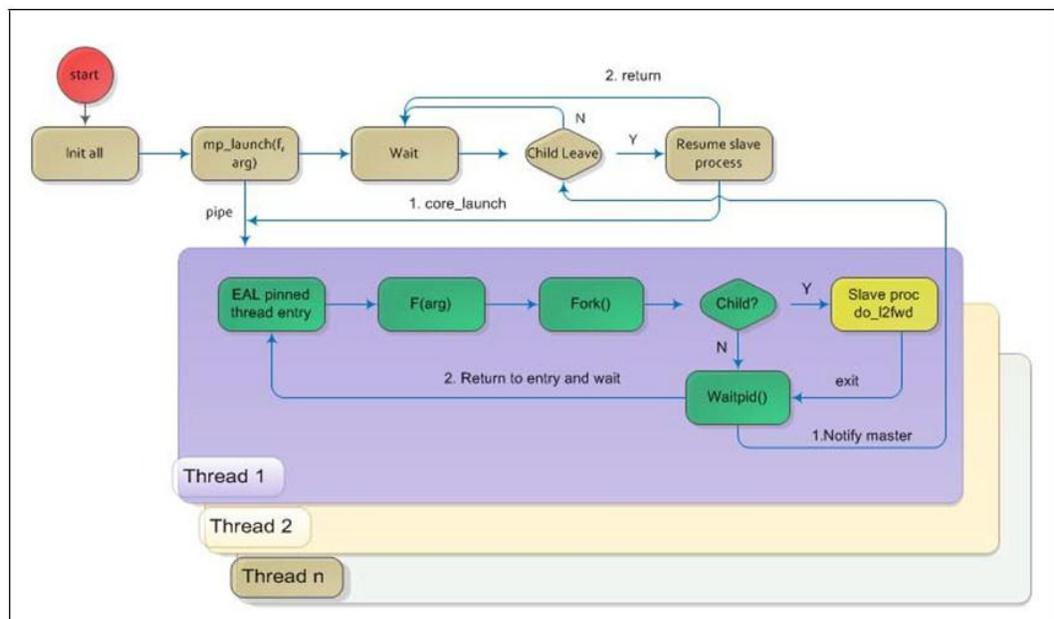 2. return
start
N
Init all
mp_launch(f,
arg)
Wait
Child Leave
Y
Resume slave
process
1. core_launch
pipe
EAL pinned
thread entry
F(arg)
Fork()
Child?
Y
Slave proc
do_l2fwd
N
2. Return to entry and wait
Waitpid()
exit
1.Notify master
Thread 1
Thread 2
Thread n